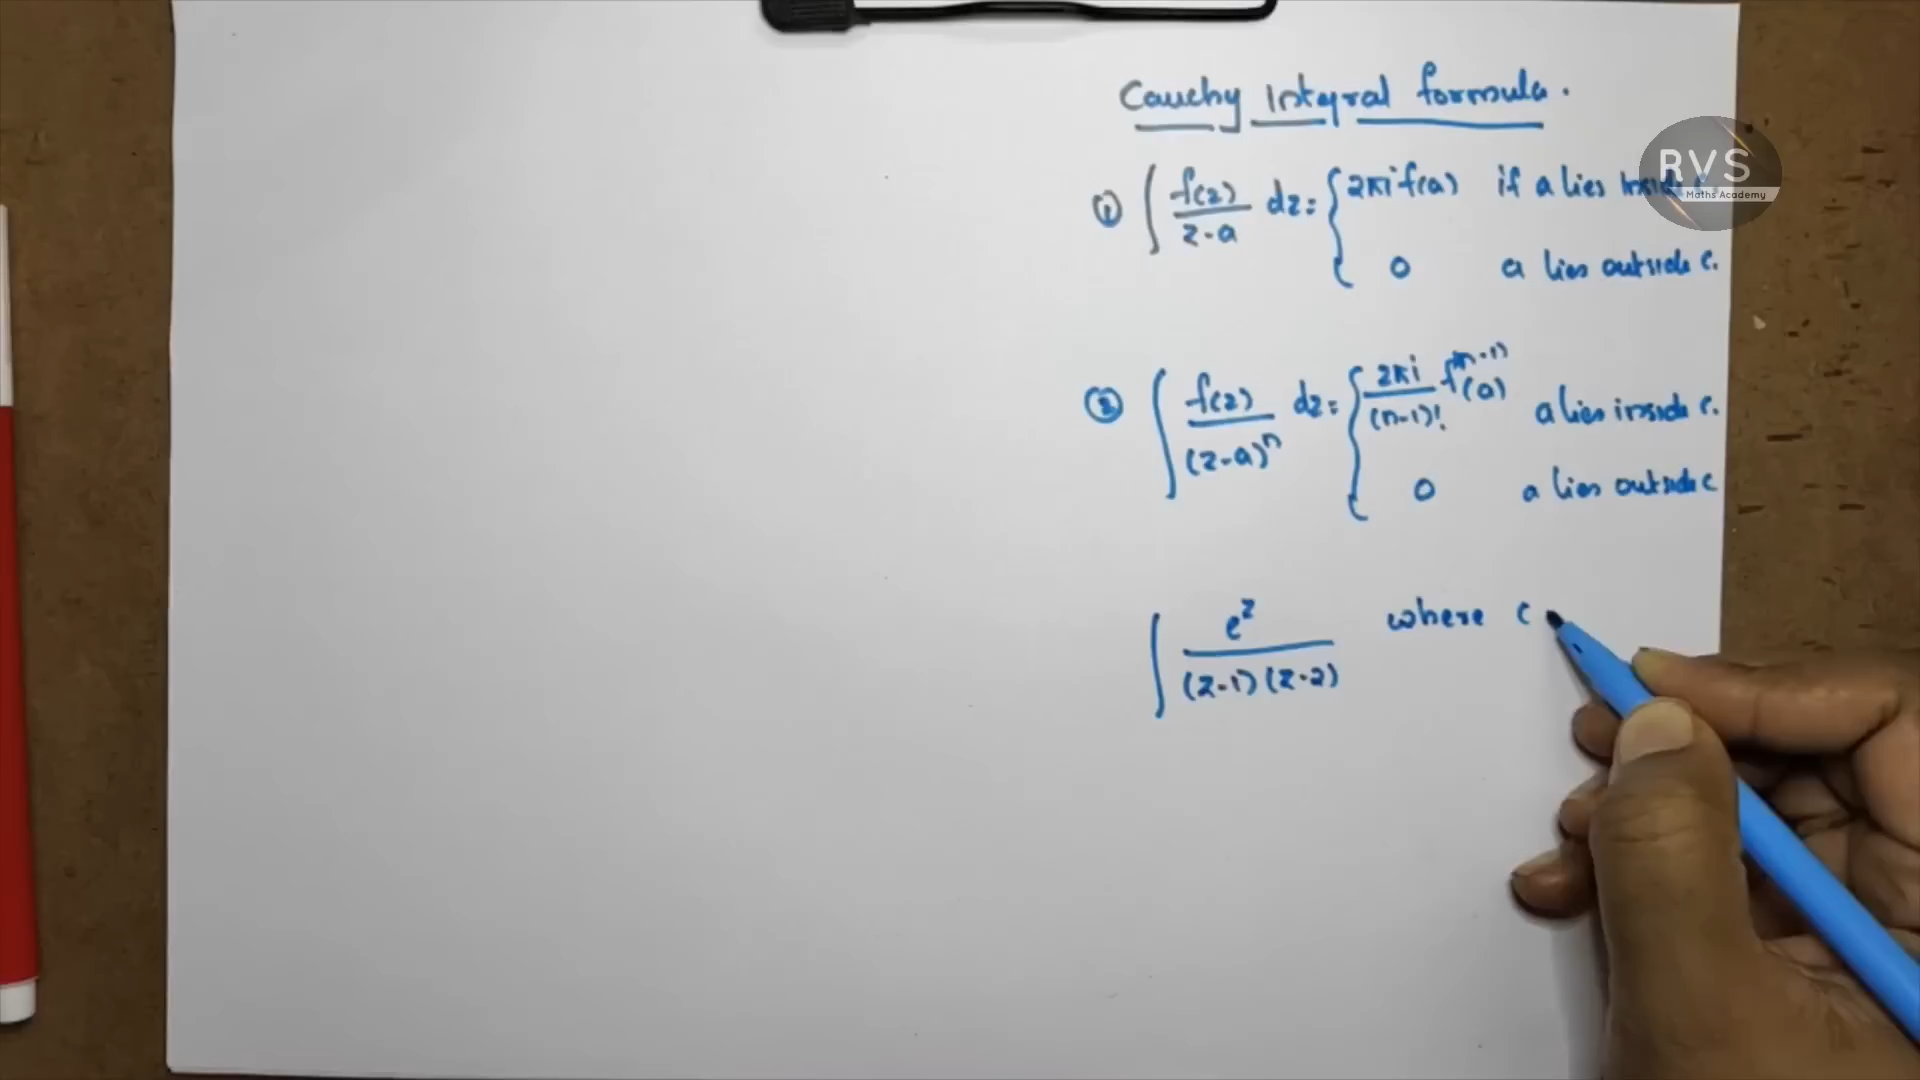 Cauchy Integral formula.
RVS
Maths Academy
① ∫ f(z)/(z-a) dz = { 2πi f(a) if a lies inside c.
0 a lies outside c.
② ∫ f(z)/(z-a)^n dz = { 2πi/(n-1)! f^(n-1)(a) a lies inside c.
0 a lies outside c
∫ e^z/((z-1)(z-2)) where c